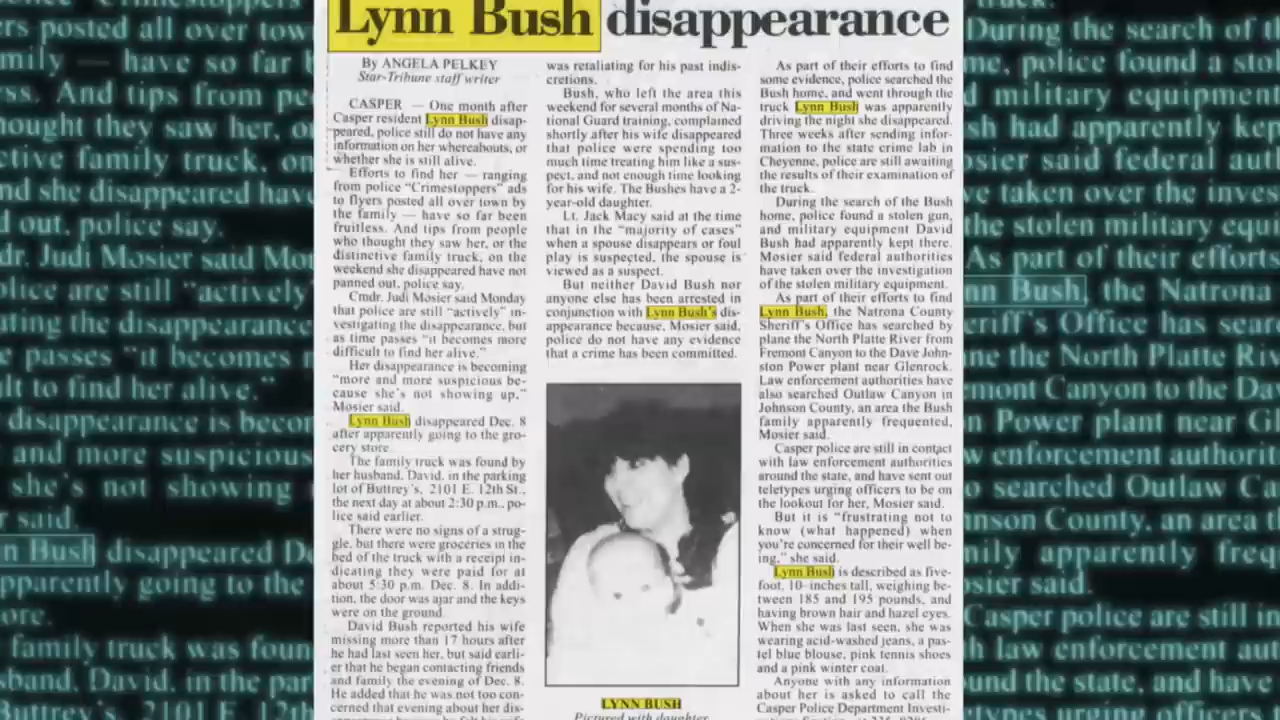 Lynn Bush disappearance
By ANGELA PELKEY
Star-Tribune staff writer
CASPER — One month after
Casper resident Lynn Bush disap-
peared, police still do not have any
information on her whereabouts, or
whether she is still alive.
Efforts to find her — ranging
from police “Crimestoppers” ads
to flyers posted all over town by
the family — have so far been
fruitless. And tips from people
who thought they saw her, or the
distinctive family truck, on the
weekend she disappeared have not
panned out, police say.
Cmdr. Judi Mosier said Monday
that police are still “actively” in-
vestigating the disappearance, but
as time passes “it becomes more
difficult to find her alive.”
Her disappearance is becoming
“more and more suspicious be-
cause she’s not showing up,”
Mosier said.
Lynn Bush disappeared Dec. 8
after apparently going to the gro-
cery store.
The family truck was found by
her husband, David, in the parking
lot of Buttrey’s, 2101 E. 12th St.,
the next day at about 2:30 p.m., po-
lice said earlier.
There were no signs of a strug-
gle, but there were groceries in the
bed of the truck with a receipt in-
dicating they were paid for at
about 5:30 p.m. Dec. 8. In addi-
tion, the door was ajar and the keys
were on the ground.
David Bush reported his wife
missing more than 17 hours after
he had last seen her, but said earli-
er that he began contacting friends
and family the evening of Dec. 8.
He added that he was not too con-
cerned that evening about her dis-
was retaliating for his past indis-
cretions.
Bush, who left the area this
weekend for several months of Na-
tional Guard training, complained
shortly after his wife disappeared
that police were spending too
much time treating him like a sus-
pect, and not enough time looking
for his wife. The Bushes have a 2-
year-old daughter.
Lt. Jack Macy said at the time
that in the “majority of cases”
when a spouse disappears or foul
play is suspected, the spouse is
viewed as a suspect.
But neither David Bush nor
anyone else has been arrested in
conjunction with Lynn Bush’s dis-
appearance because, Mosier said,
police do not have any evidence
that a crime has been committed.
LYNN BUSH
Pictured with daughter
As part of their efforts to find
some evidence, police searched the
Bush home, and went through the
truck Lynn Bush was apparently
driving the night she disappeared.
Three weeks after sending infor-
mation to the state crime lab in
Cheyenne, police are still awaiting
the results of their examination of
the truck.
During the search of the Bush
home, police found a stolen gun,
and military equipment David
Bush had apparently kept there.
Mosier said federal authorities
have taken over the investigation
of the stolen military equipment.
As part of their efforts to find
Lynn Bush, the Natrona County
Sheriff’s Office has searched by
plane the North Platte River from
Fremont Canyon to the Dave John-
ston Power plant near Glenrock.
Law enforcement authorities have
also searched Outlaw Canyon in
Johnson County, an area the Bush
family apparently frequented,
Mosier said.
Casper police are still in contact
with law enforcement authorities
around the state, and have sent out
teletypes urging officers to be on
the lookout for her, Mosier said.
But it is “frustrating not to
know (what happened) when
you’re concerned for their well be-
ing,” she said.
Lynn Bush is described as five-
foot, 10-inches tall, weighing be-
tween 185 and 195 pounds, and
having brown hair and hazel eyes.
When she was last seen, she was
wearing acid-washed jeans, a pas-
tel blue blouse, pink tennis shoes
and a pink winter coat.
Anyone with any information
about her is asked to call the
Casper Police Department Investi-